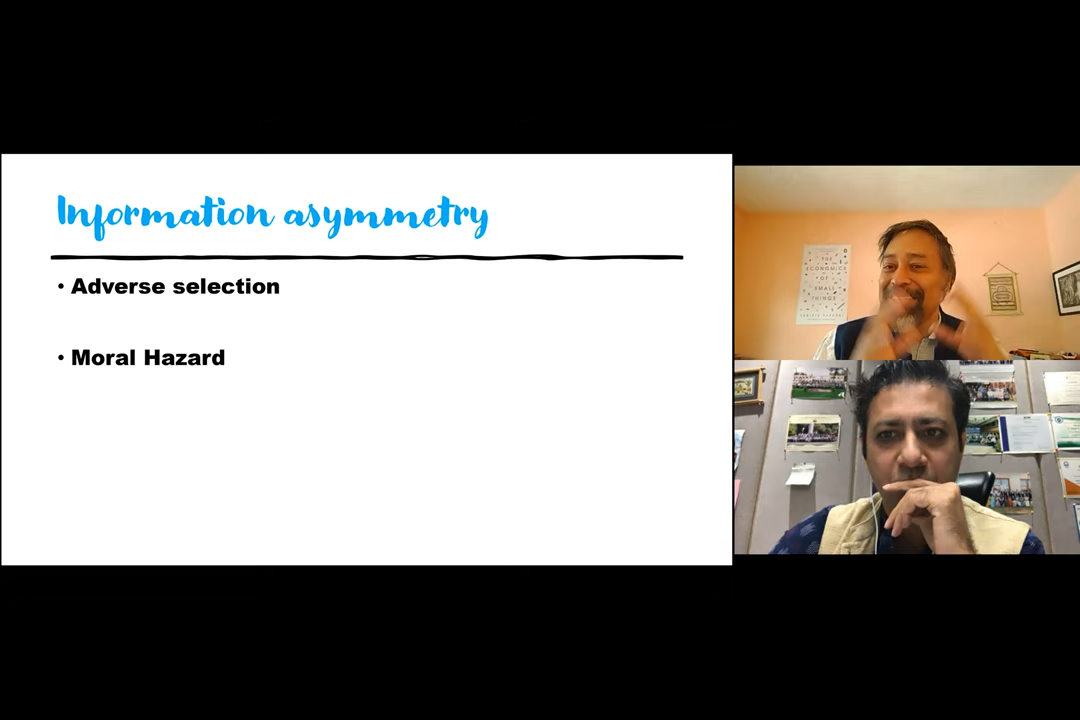 Information asymmetry
• Adverse selection
• Moral Hazard
THE
ECONOMICS
OF
SMALL
THINGS